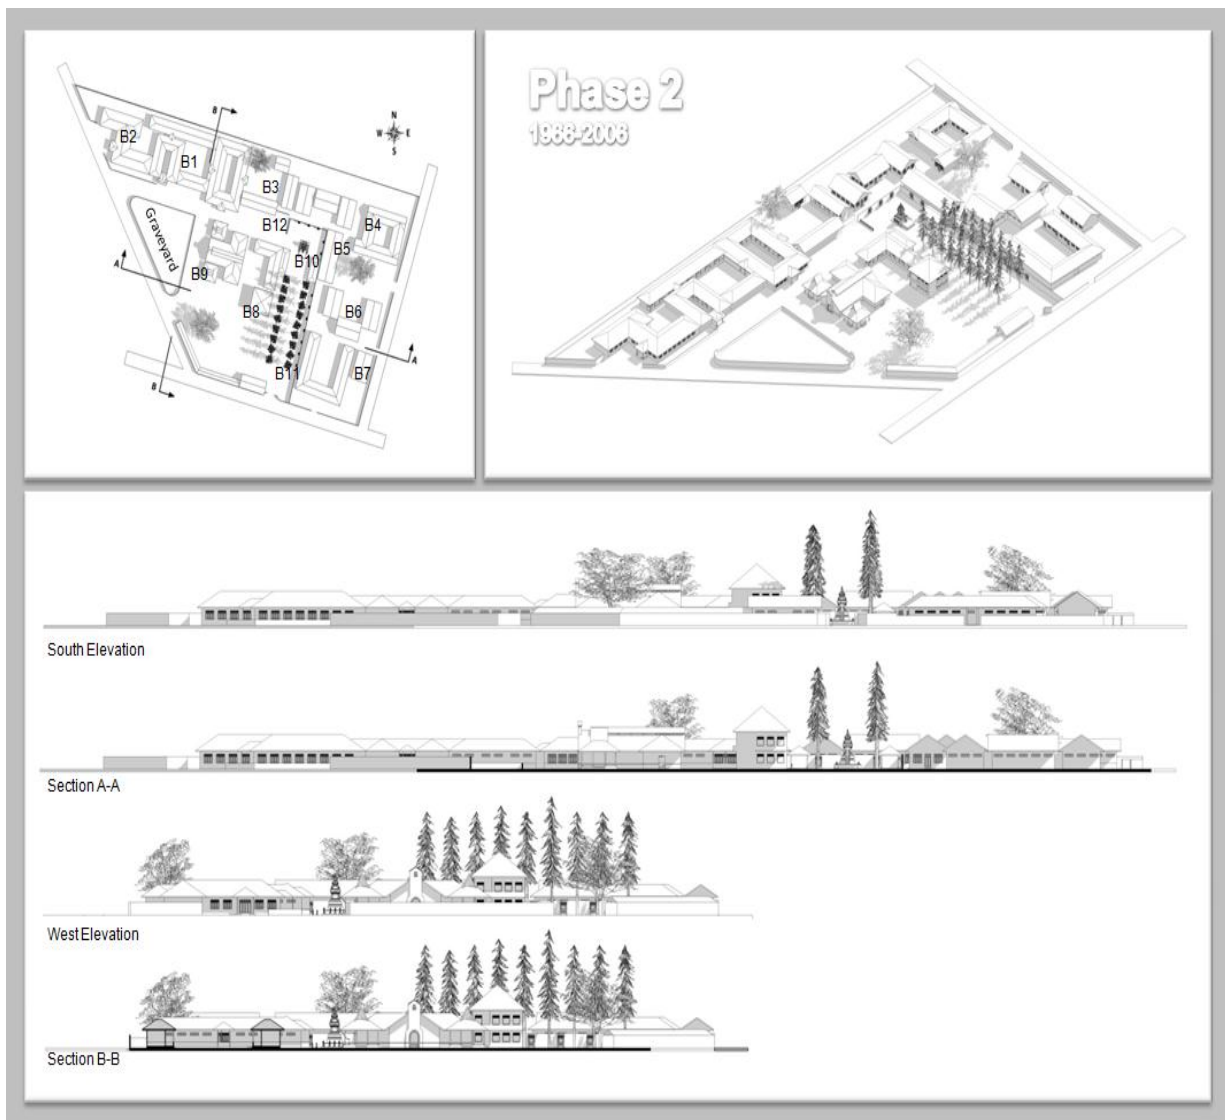 Phase 2
1966-2006
N
W E
S
B
B2
B1
B3
B12
B4
B5
Graveyard
A
B9
B10
B8
B6
A
B11
B7
B
South Elevation
Section A-A
West Elevation
Section B-B